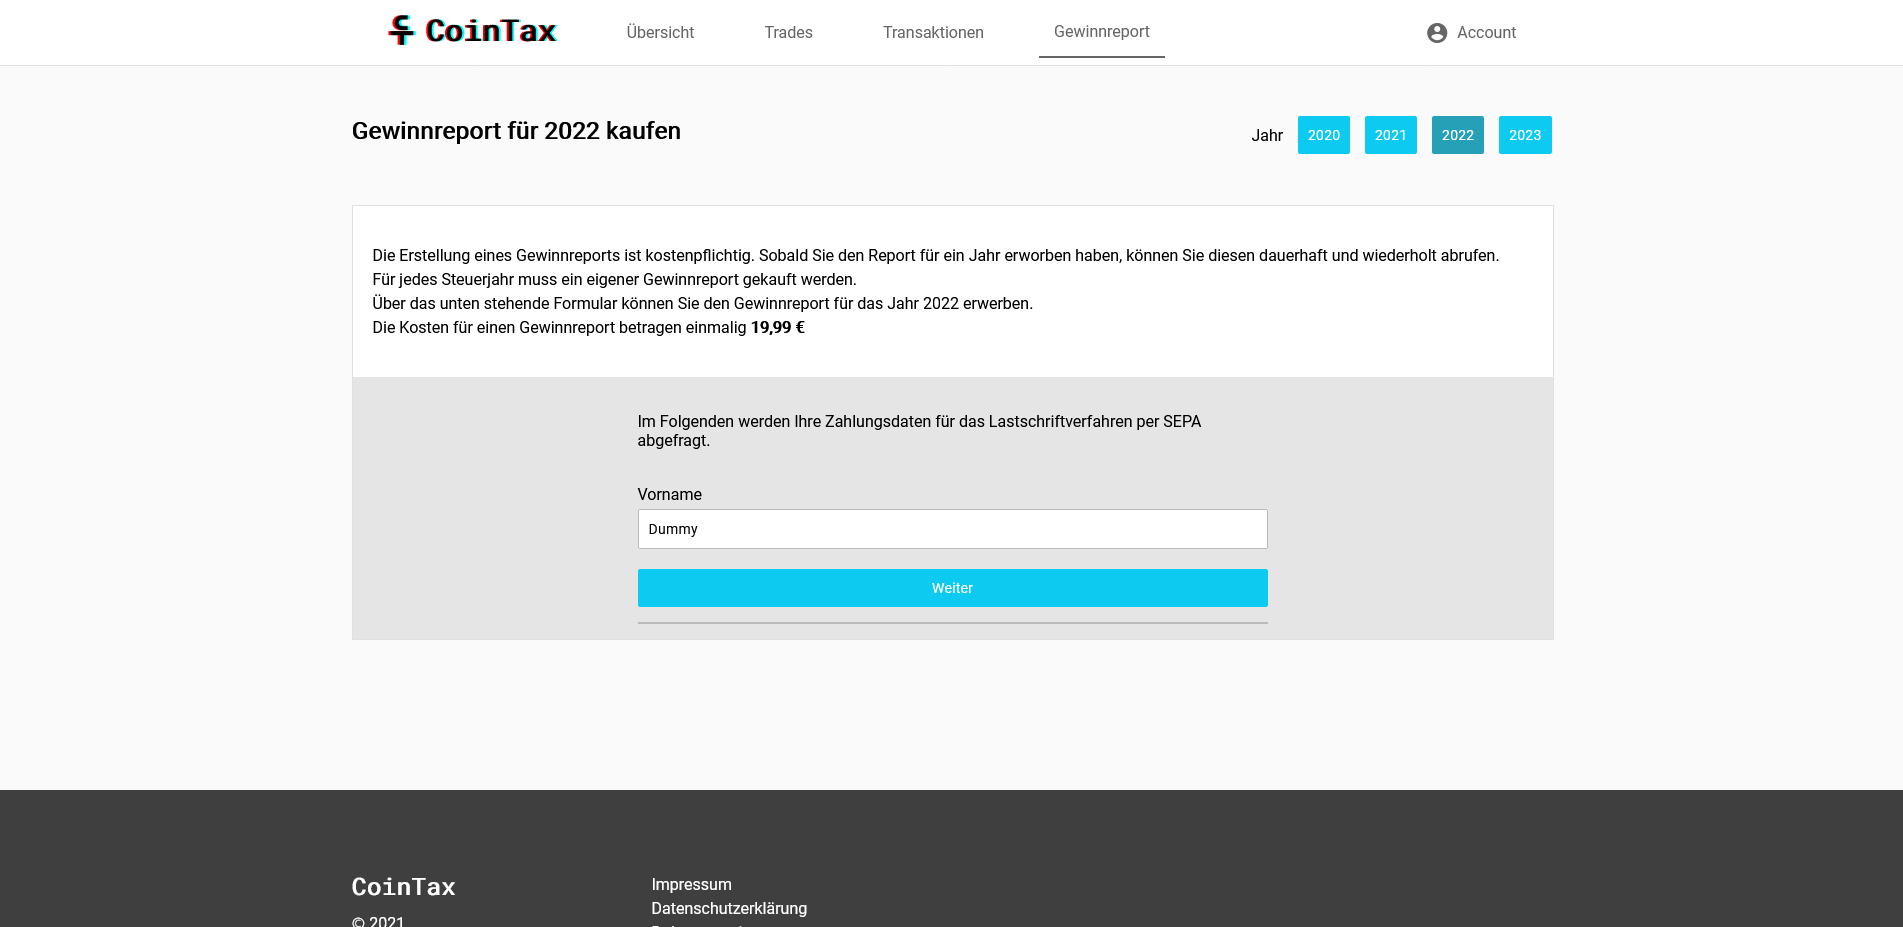 CoinTax
Übersicht
Trades
Transaktionen
Gewinnreport
Account
Gewinnreport für 2022 kaufen
Jahr
2020
2021
2022
2023
Die Erstellung eines Gewinnreports ist kostenpflichtig. Sobald Sie den Report für ein Jahr erworben haben, können Sie diesen dauerhaft und wiederholt abrufen.
Für jedes Steuerjahr muss ein eigener Gewinnreport gekauft werden.
Über das unten stehende Formular können Sie den Gewinnreport für das Jahr 2022 erwerben.
Die Kosten für einen Gewinnreport betragen einmalig 19,99 €
Im Folgenden werden Ihre Zahlungsdaten für das Lastschriftverfahren per SEPA
abgefragt.
Vorname
Dummy
Weiter
CoinTax
© 2021
Impressum
Datenschutzerklärung